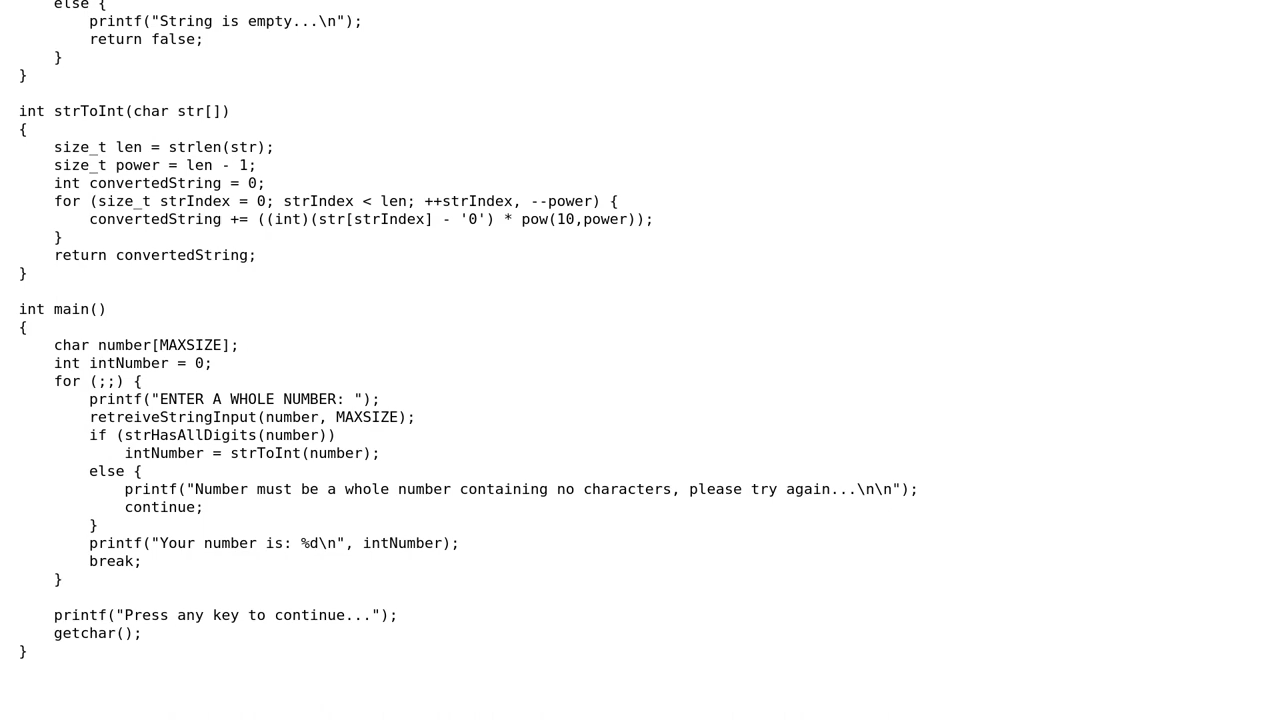 else {
printf("String is empty...\n");
return false;
}
}
int strToInt(char str[])
{
size_t len = strlen(str);
size_t power = len - 1;
int convertedString = 0;
for (size_t strIndex = 0; strIndex < len; ++strIndex, --power) {
convertedString += ((int)(str[strIndex] - '0') * pow(10,power));
}
return convertedString;
}
int main()
{
char number[MAXSIZE];
int intNumber = 0;
for (;;) {
printf("ENTER A WHOLE NUMBER: ");
retreiveStringInput(number, MAXSIZE);
if (strHasAllDigits(number))
intNumber = strToInt(number);
else {
printf("Number must be a whole number containing no characters, please try again...\n\n");
continue;
}
printf("Your number is: %d\n", intNumber);
break;
}
printf("Press any key to continue...");
getchar();
}